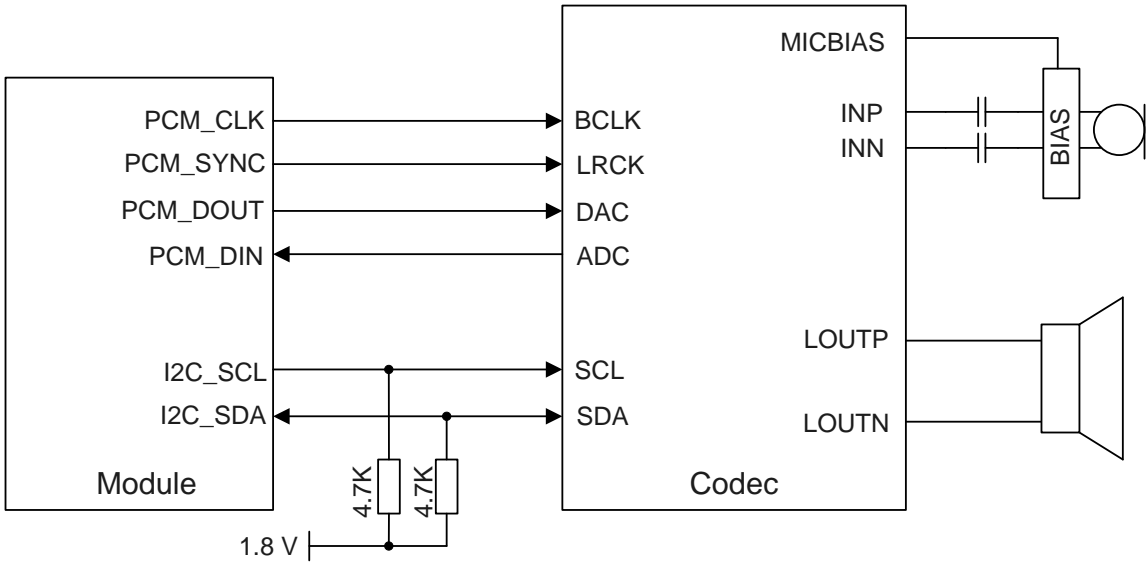 MICBIAS
PCM_CLK
BCLK
INP
PCM_SYNC
LRCK
INN
BIAS
PCM_DOUT
DAC
PCM_DIN
ADC
LOUTP
I2C_SCL
SCL
I2C_SDA
SDA
LOUTN
4.7K
4.7K
Module
Codec
1.8 V